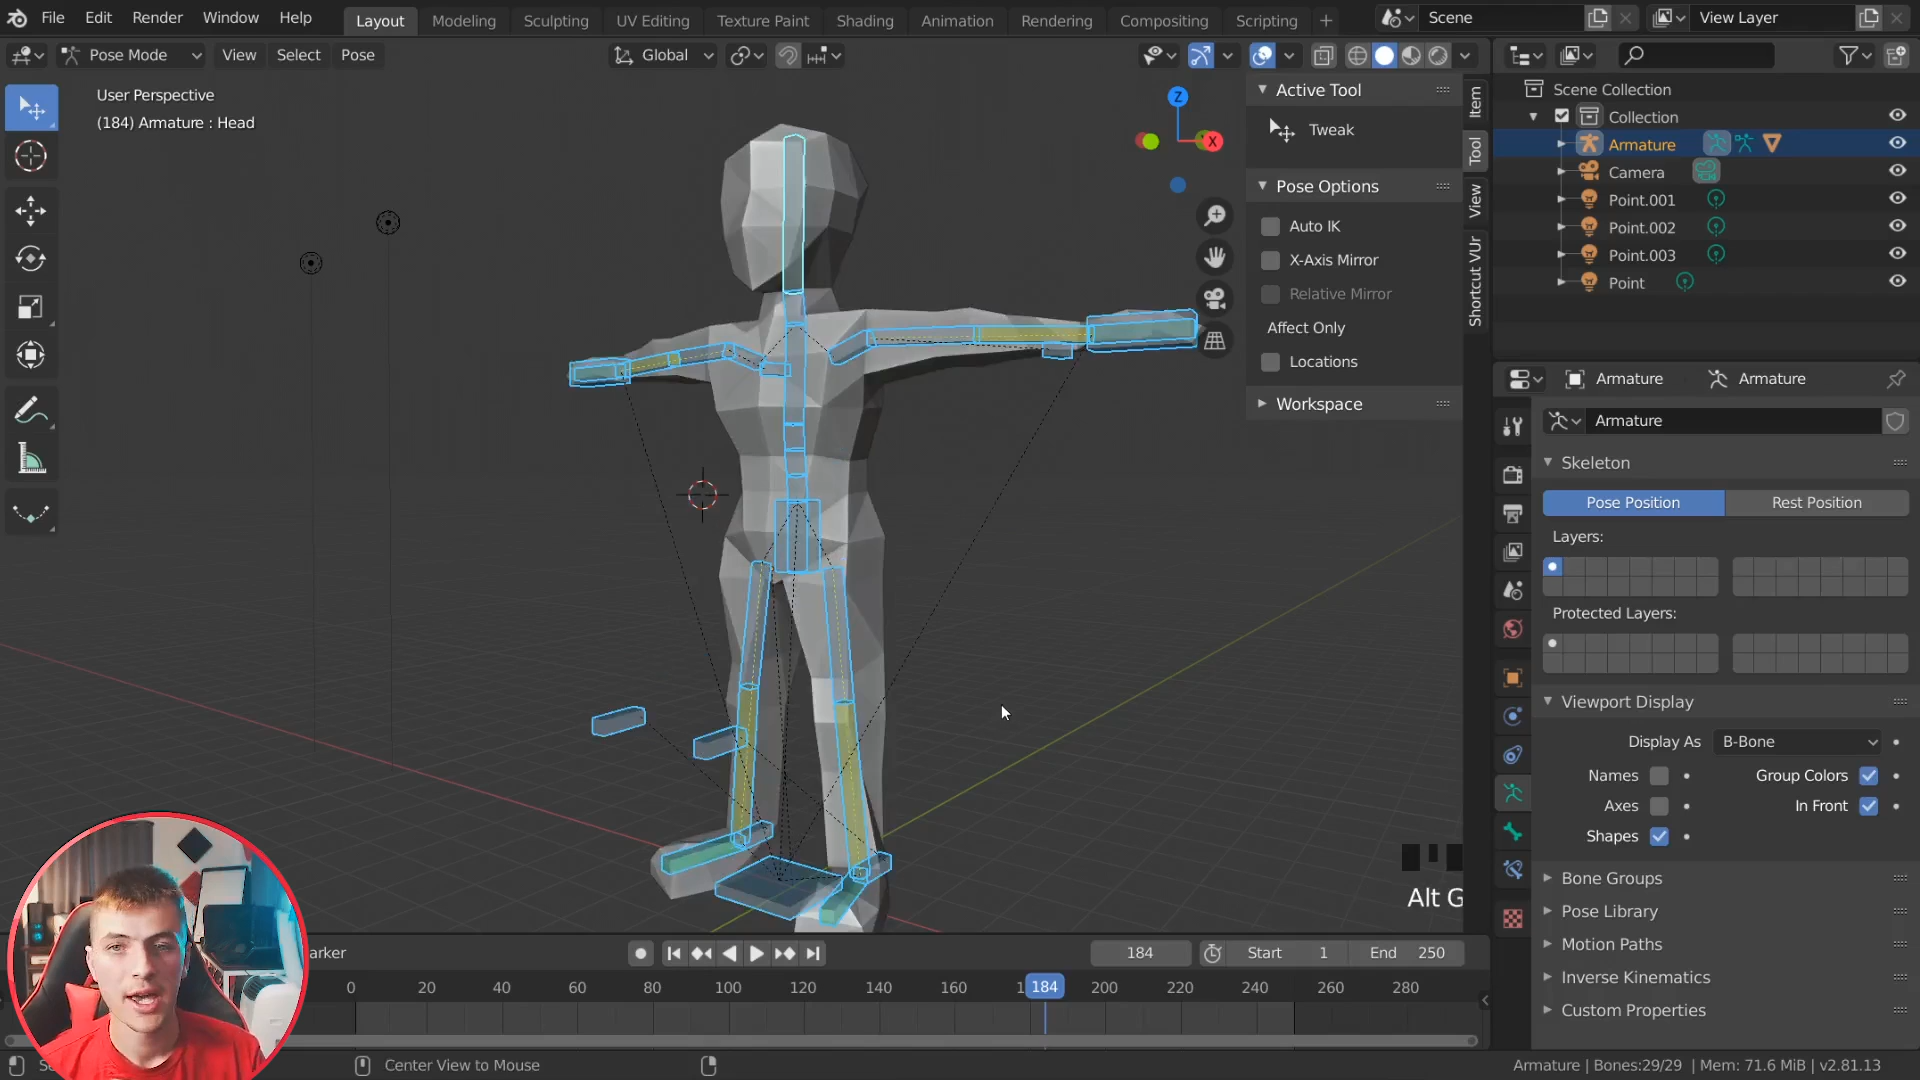 File Edit Render Window Help Layout Modeling Sculpting UV Editing Texture Paint Shading Animation Rendering Compositing Scripting + Scene View Layer
Pose Mode View Select Pose Global
User Perspective
(184) Armature : Head
Z
X
Active Tool
Tweak
Pose Options
Auto IK
X-Axis Mirror
Relative Mirror
Affect Only
Locations
Workspace
Item
Tool
View
Shortcut VUr
Scene Collection
Collection
Armature
Camera
Point.001
Point.002
Point.003
Point
Armature Armature
Armature
Skeleton
Pose Position Rest Position
Layers:
Protected Layers:
Viewport Display
Display As B-Bone
Names Group Colors
Axes In Front
Shapes
Bone Groups
Pose Library
Motion Paths
Inverse Kinematics
Custom Properties
Alt G
arker 184 Start 1 End 250
0 20 40 60 80 100 120 140 160 1 184 200 220 240 260 280
Center View to Mouse
Armature | Bones:29/29 | Mem: 71.6 MiB | v2.81.13